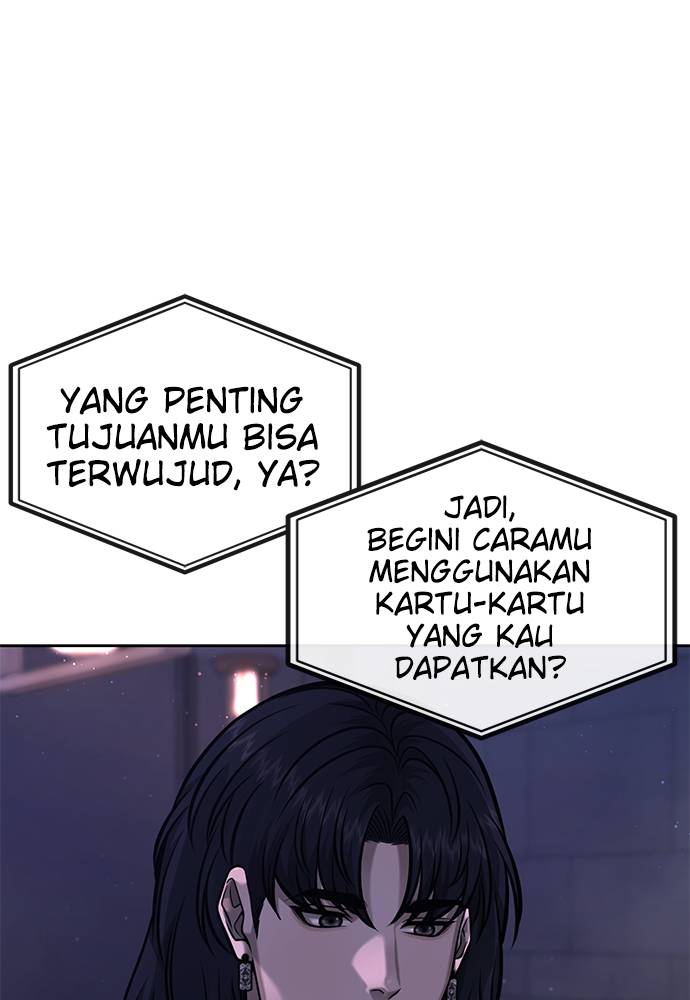 YANG PENTING
TUJUANMU BISA
TERWUJUD, YA?
JADI,
BEGINI CARAMU
MENGGUNAKAN
KARTU-KARTU
YANG KAU
DAPATKAN?